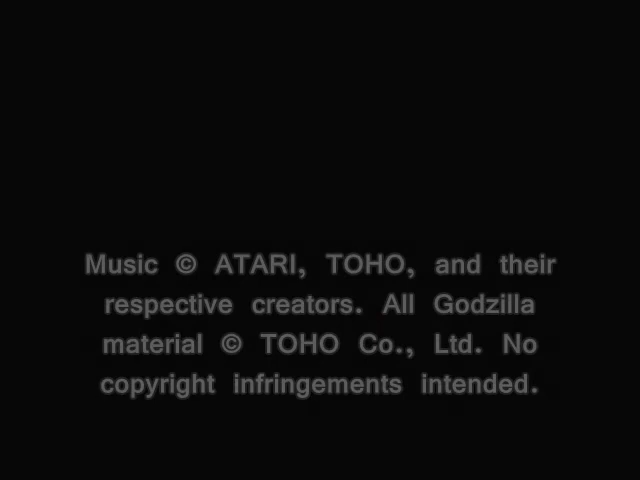 Music © ATARI, TOHO, and their
respective creators. All Godzilla
material © TOHO Co., Ltd. No
copyright infringements intended.